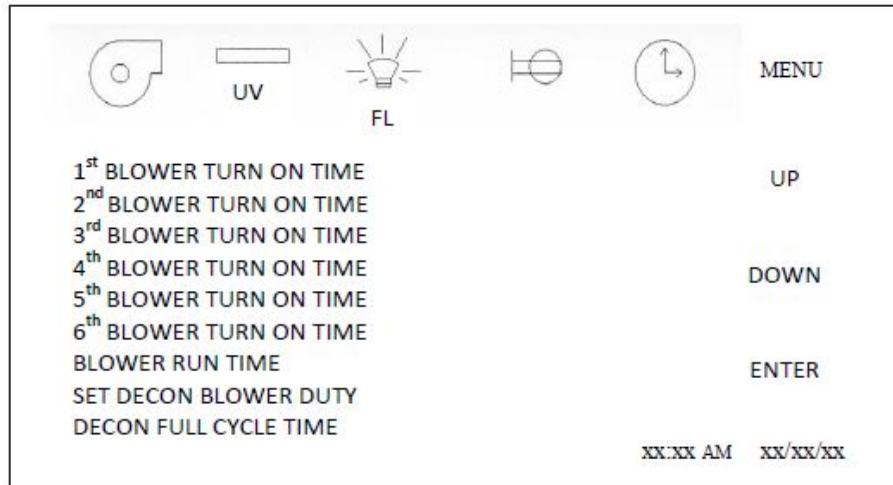 UV
FL
MENU
1st BLOWER TURN ON TIME
2nd BLOWER TURN ON TIME
3rd BLOWER TURN ON TIME
4th BLOWER TURN ON TIME
5th BLOWER TURN ON TIME
6th BLOWER TURN ON TIME
BLOWER RUN TIME
SET DECON BLOWER DUTY
DECON FULL CYCLE TIME
UP
DOWN
ENTER
xx:xx AM xx/xx/xx